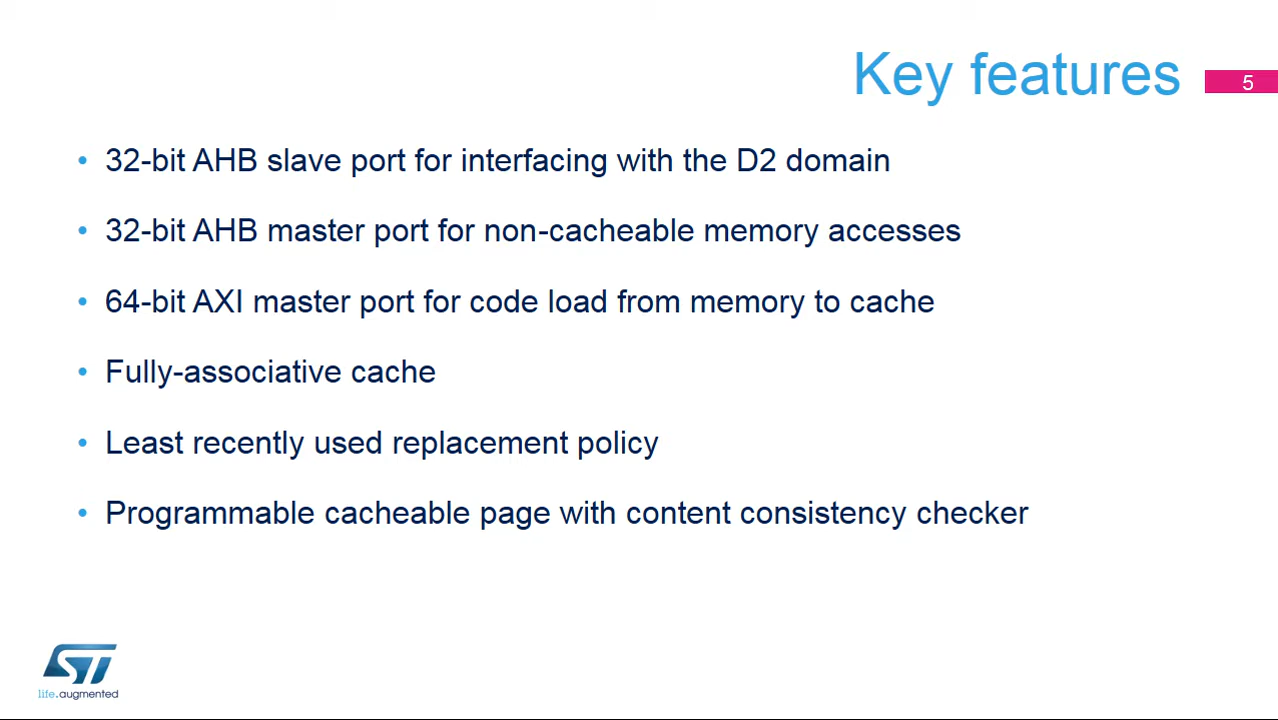 Key features
5
• 32-bit AHB slave port for interfacing with the D2 domain
• 32-bit AHB master port for non-cacheable memory accesses
• 64-bit AXI master port for code load from memory to cache
• Fully-associative cache
• Least recently used replacement policy
• Programmable cacheable page with content consistency checker
ST
life.augmented